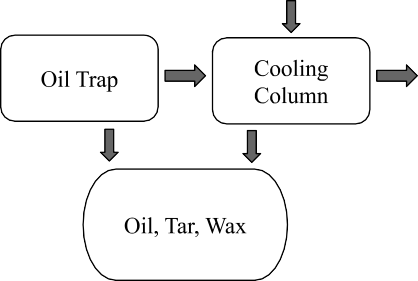 Oil Trap
Cooling
Column
Oil, Tar, Wax